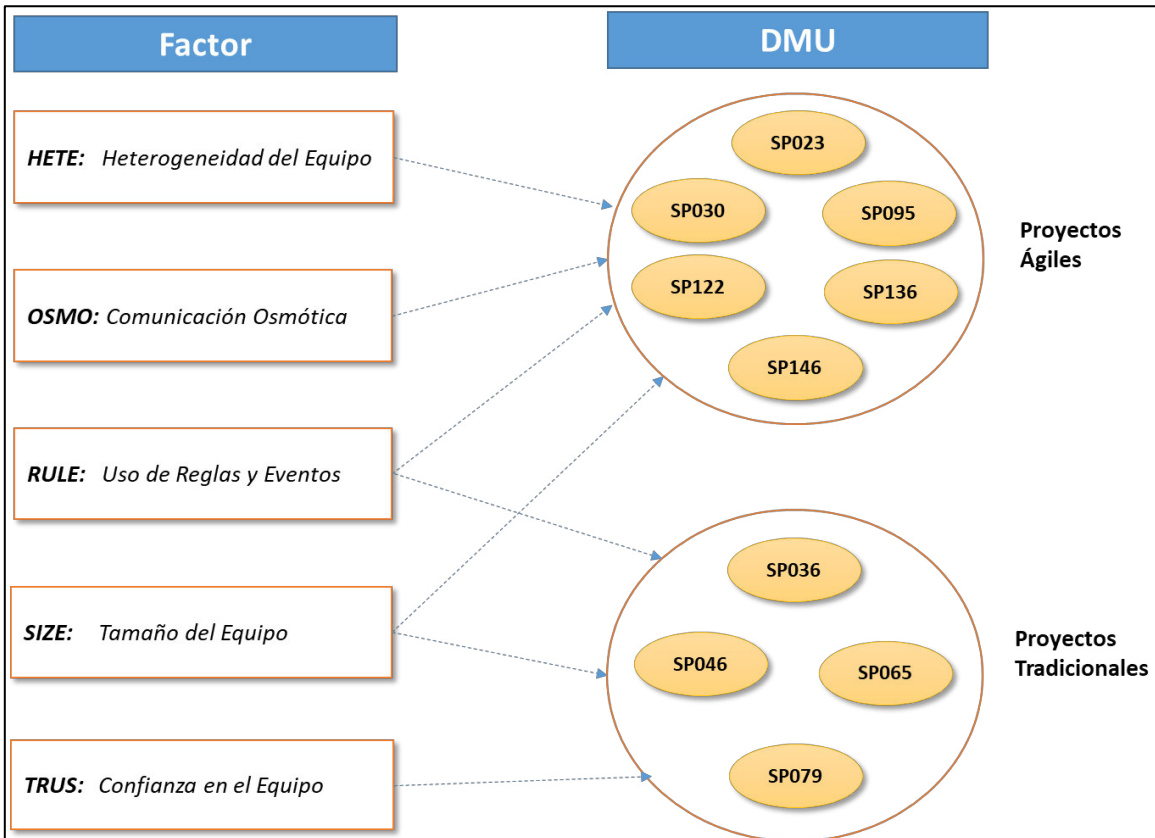 Factor
DMU
HETE: Heterogeneidad del Equipo
OSMO: Comunicación Osmótica
RULE: Uso de Reglas y Eventos
SIZE: Tamaño del Equipo
TRUS: Confianza en el Equipo
SP023
SP030
SP095
SP122
SP136
SP146
Proyectos
Ágiles
SP036
SP046
SP065
SP079
Proyectos
Tradicionales